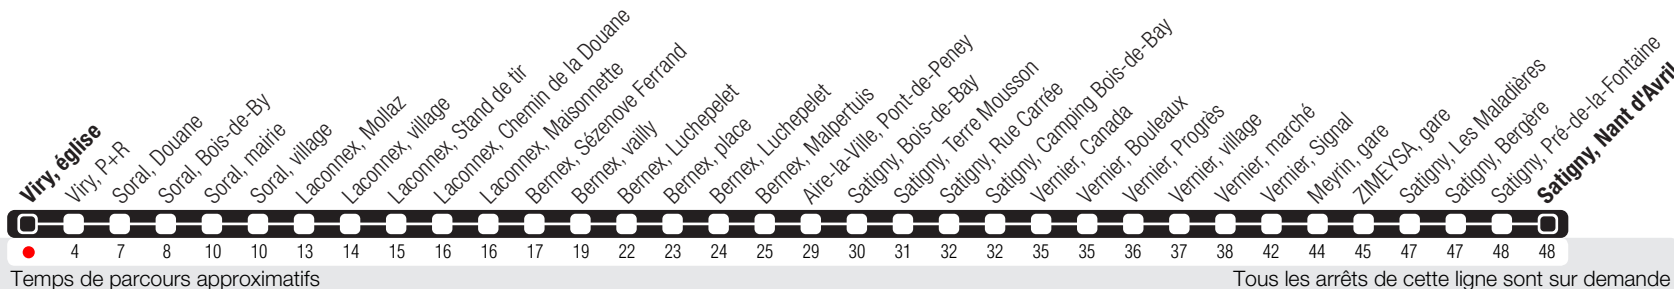 Viry, église
Viry, P+R
Soral, Douane
Soral, Bois-de-By
Soral, mairie
Soral, village
Laconnex, Mollaz
Laconnex, village
Laconnex, Stand de tir
Laconnex, Chemin de la Douane
Laconnex, Maisonnette
Bernex, Sézenove Ferrand
Bernex, vailly
Bernex, Luchepelet
Bernex, place
Bernex, Luchepelet
Bernex, Malpertuis
Aire-la-Ville, Pont-de-Peney
Satigny, Bois-de-Bay
Satigny, Terre Mousson
Satigny, Rue Carrée
Satigny, Camping Bois-de-Bay
Vernier, Canada
Vernier, Bouleaux
Vernier, Progrès
Vernier, village
Vernier, marché
Vernier, Signal
Meyrin, gare
ZIMEYSA, gare
Satigny, Les Maladières
Satigny, Bergère
Satigny, Pré-de-la-Fontaine
Satigny, Nant d'Avril
4 7 8 10 10 13 14 15 16 16 17 19 22 23 24 25 29 30 31 32 32 35 35 36 37 38 42 44 45 47 47 48 48
Temps de parcours approximatifs
Tous les arrêts de cette ligne sont sur demande